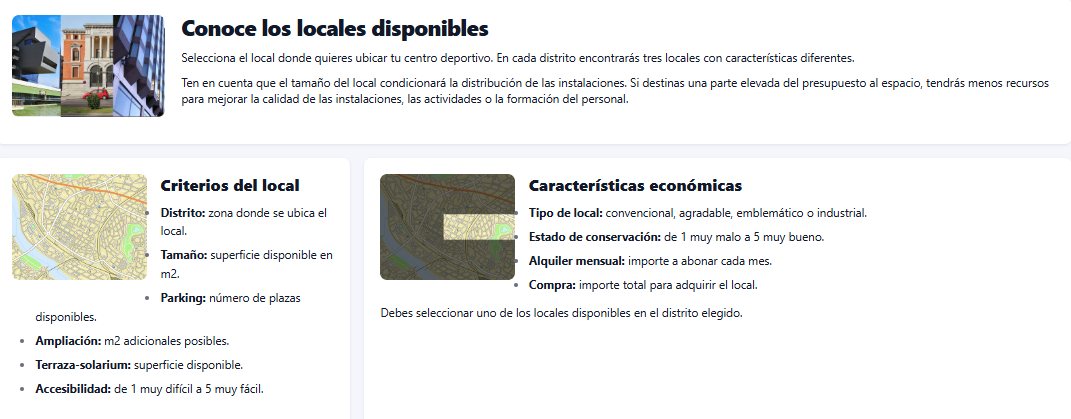 Conoce los locales disponibles
Selecciona el local donde quieres ubicar tu centro deportivo. En cada distrito encontrarás tres locales con características diferentes.
Ten en cuenta que el tamaño del local condicionará la distribución de las instalaciones. Si destinas una parte elevada del presupuesto al espacio, tendrás menos recursos
para mejorar la calidad de las instalaciones, las actividades o la formación del personal.
Criterios del local
Distrito: zona donde se ubica el
local.
Tamaño: superficie disponible en
m2.
Parking: número de plazas
disponibles.
Ampliación: m2 adicionales posibles.
Terraza-solarium: superficie disponible.
Accesibilidad: de 1 muy difícil a 5 muy fácil.
Características económicas
Tipo de local: convencional, agradable, emblemático o industrial.
Estado de conservación: de 1 muy malo a 5 muy bueno.
Alquiler mensual: importe a abonar cada mes.
Compra: importe total para adquirir el local.
Debes seleccionar uno de los locales disponibles en el distrito elegido.